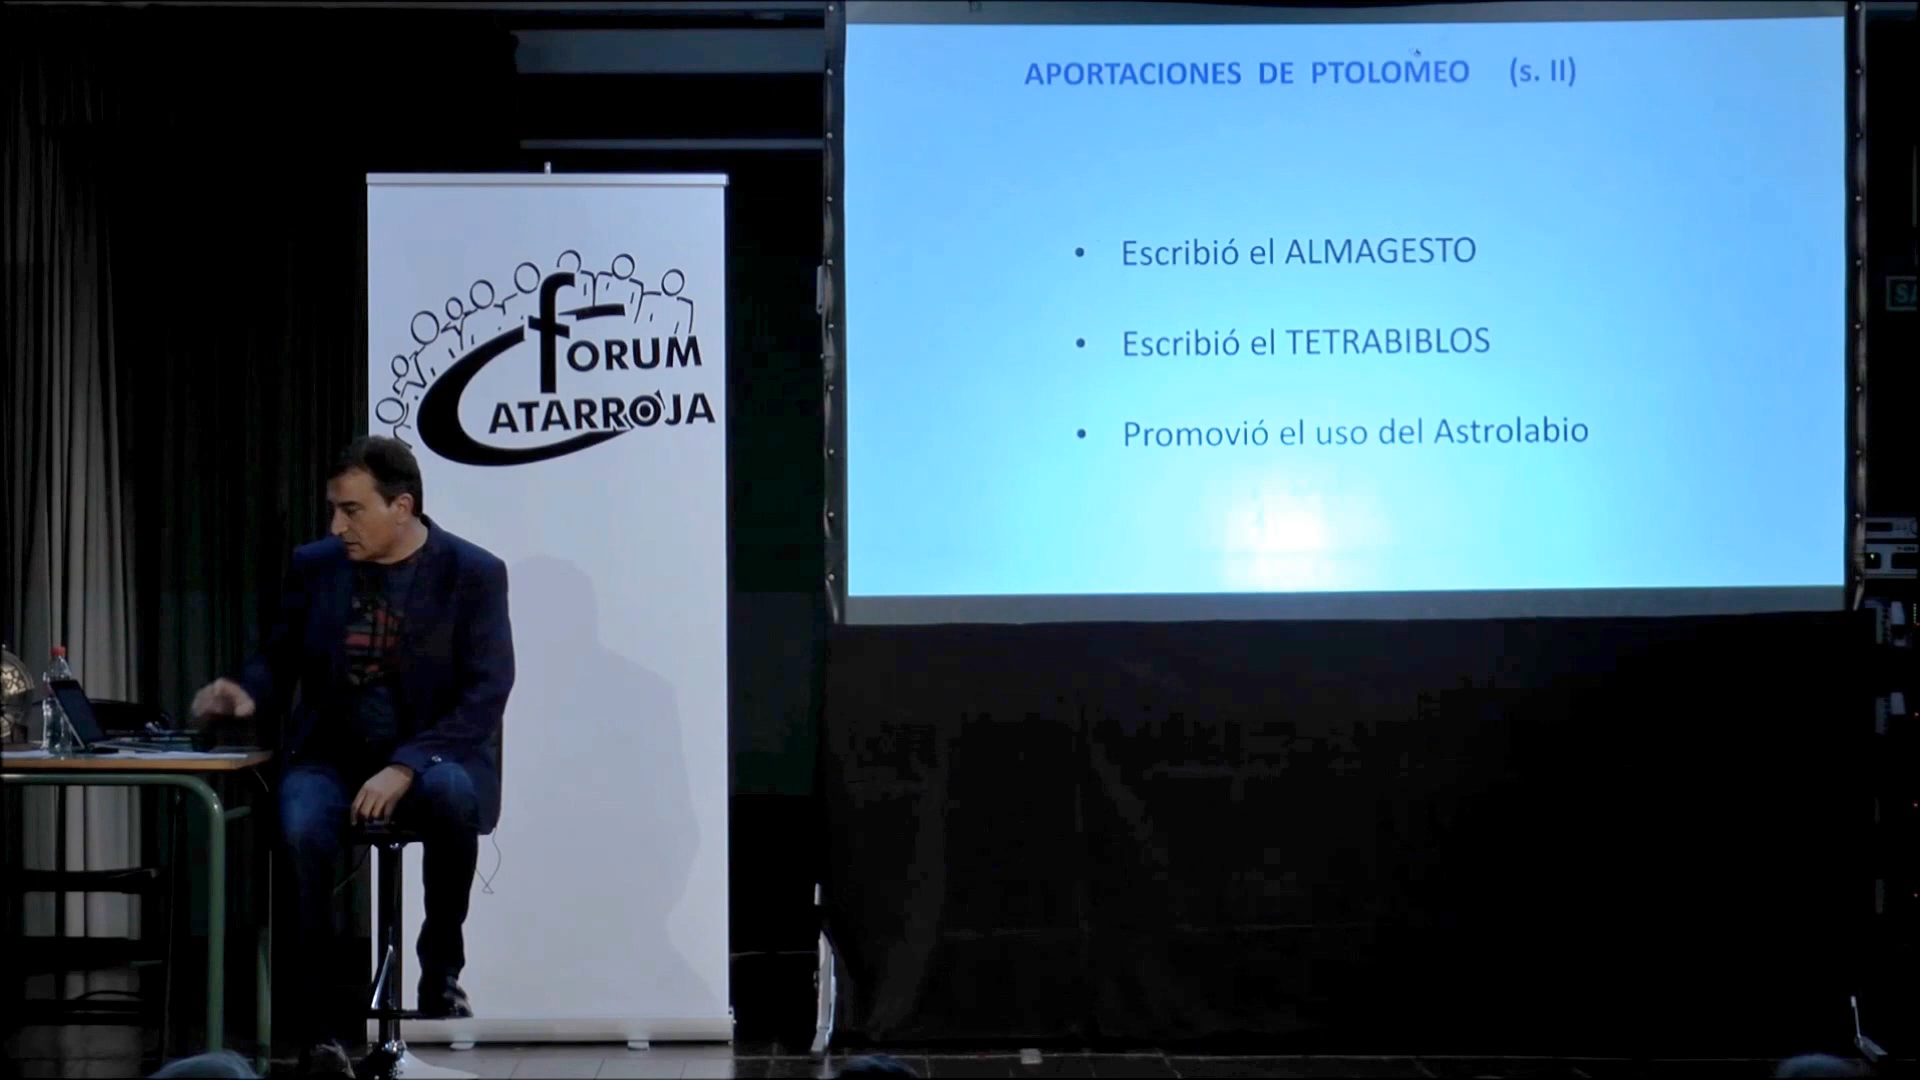 APORTACIONES DE PTOLOMEO (s. II)
• Escribió el ALMAGESTO
• Escribió el TETRABIBLOS
• Promovió el uso del Astrolabio
fORUM
CATARROJA